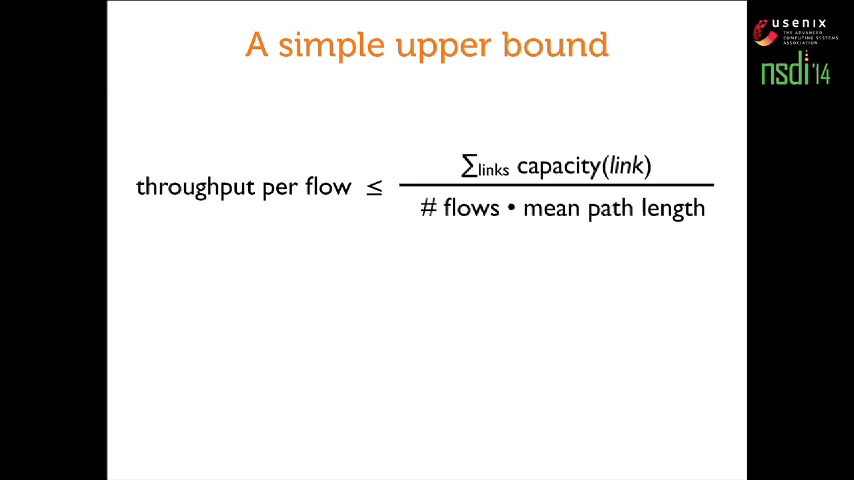 A simple upper bound
throughput per flow ≤
∑links capacity(link)
# flows • mean path length
usenix
THE ADVANCED
COMPUTING SYSTEMS
ASSOCIATION
nsdi '14